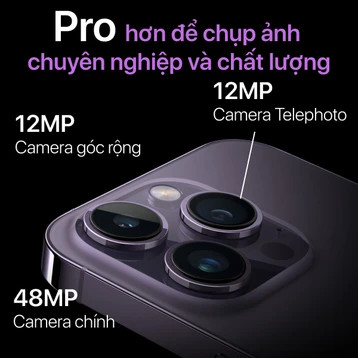 Pro hơn để chụp ảnh
chuyên nghiệp và chất lượng
12MP
Camera Telephoto
12MP
Camera góc rộng
48MP
Camera chính